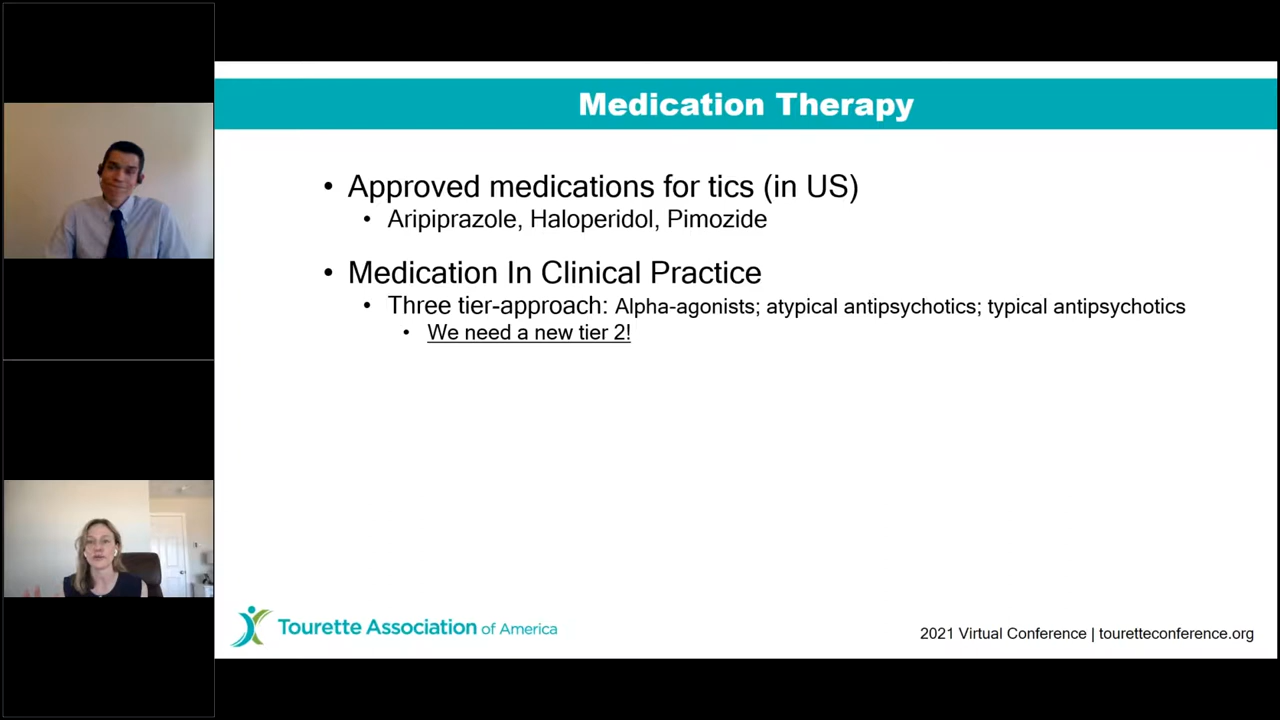 Medication Therapy
• Approved medications for tics (in US)
• Aripiprazole, Haloperidol, Pimozide
• Medication In Clinical Practice
• Three tier-approach: Alpha-agonists; atypical antipsychotics; typical antipsychotics
• We need a new tier 2!
Tourette Association of America
2021 Virtual Conference | touretteconference.org